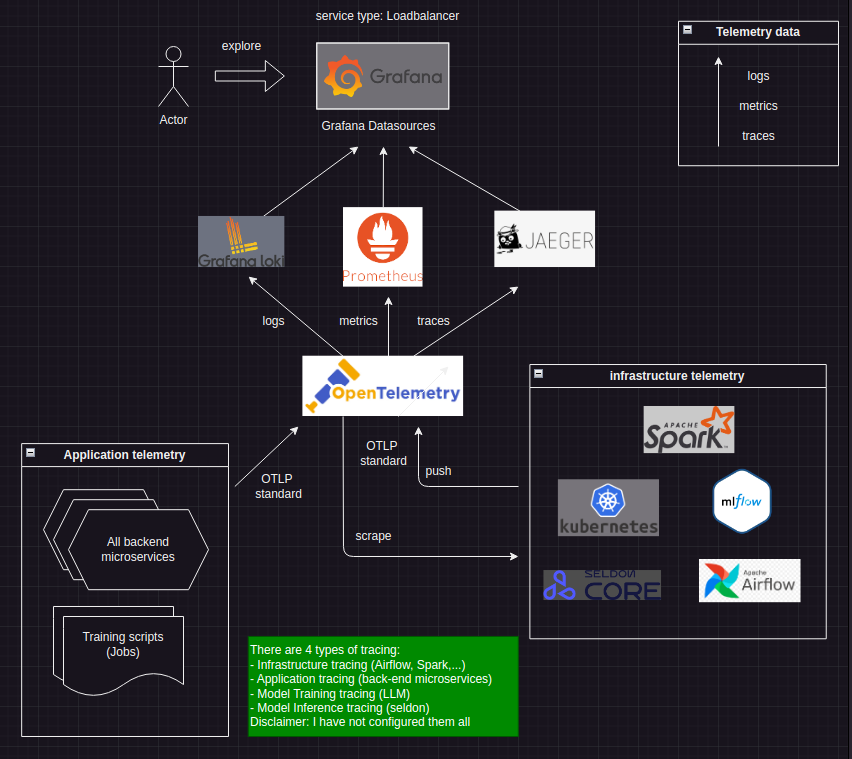 service type: Loadbalancer
explore
Grafana
Actor
Grafana Datasources
Telemetry data
logs
metrics
traces
Grafana loki
Prometheus
JAEGER
logs
metrics
traces
OpenTelemetry
OTLP
standard
OTLP
standard
push
scrape
Application telemetry
All backend
microservices
Training scripts
(Jobs)
infrastructure telemetry
APACHE
Spark
kubernetes
mlflow
SELDON
CORE
Apache
Airflow
There are 4 types of tracing:
- Infrastructure tracing (Airflow, Spark,...)
- Application tracing (back-end microservices)
- Model Training tracing (LLM)
- Model Inference tracing (seldon)
Disclaimer: I have not configured them all